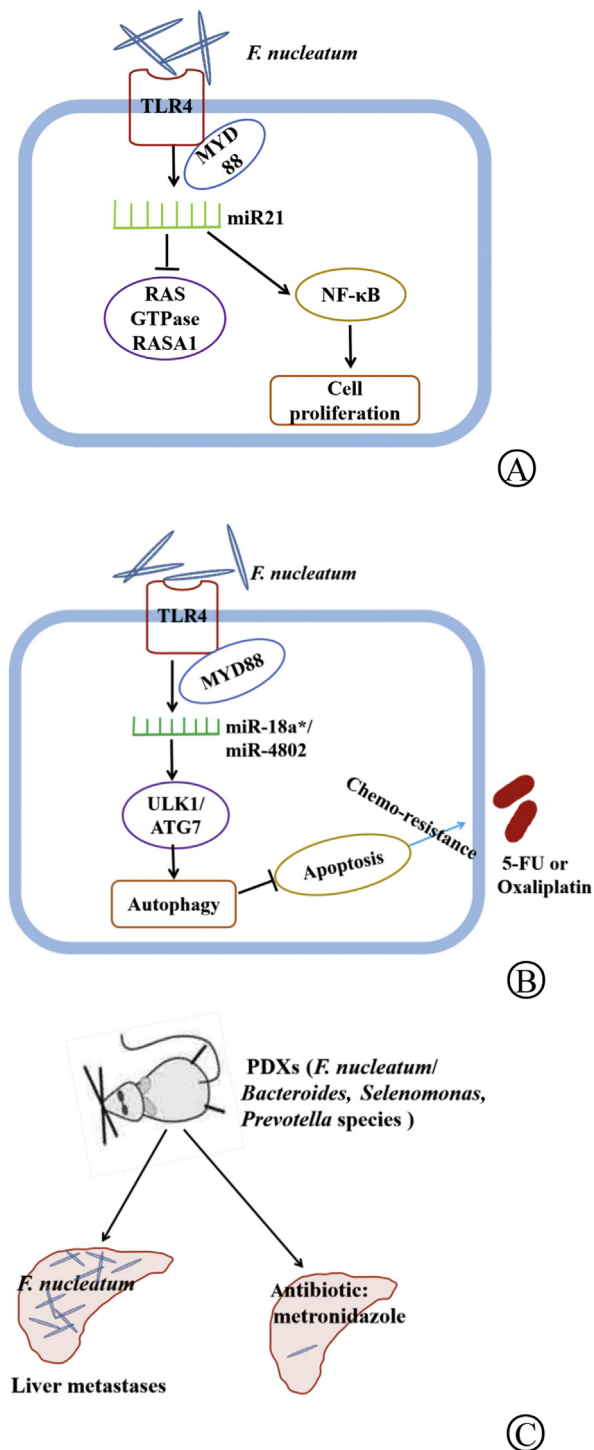 F. nucleatum
TLR4
MYD
88
miR21
RAS
GTPase
RASA1
NF-κB
Cell
proliferation
A
F. nucleatum
TLR4
MYD88
miR-18a*/
miR-4802
ULK1/
ATG7
Autophagy
Apoptosis
Chemo-resistance
5-FU or
Oxaliplatin
B
PDXs (F. nucleatum/
Bacteroides, Selenomonas,
Prevotella species )
F. nucleatum
Liver metastases
Antibiotic:
metronidazole
C